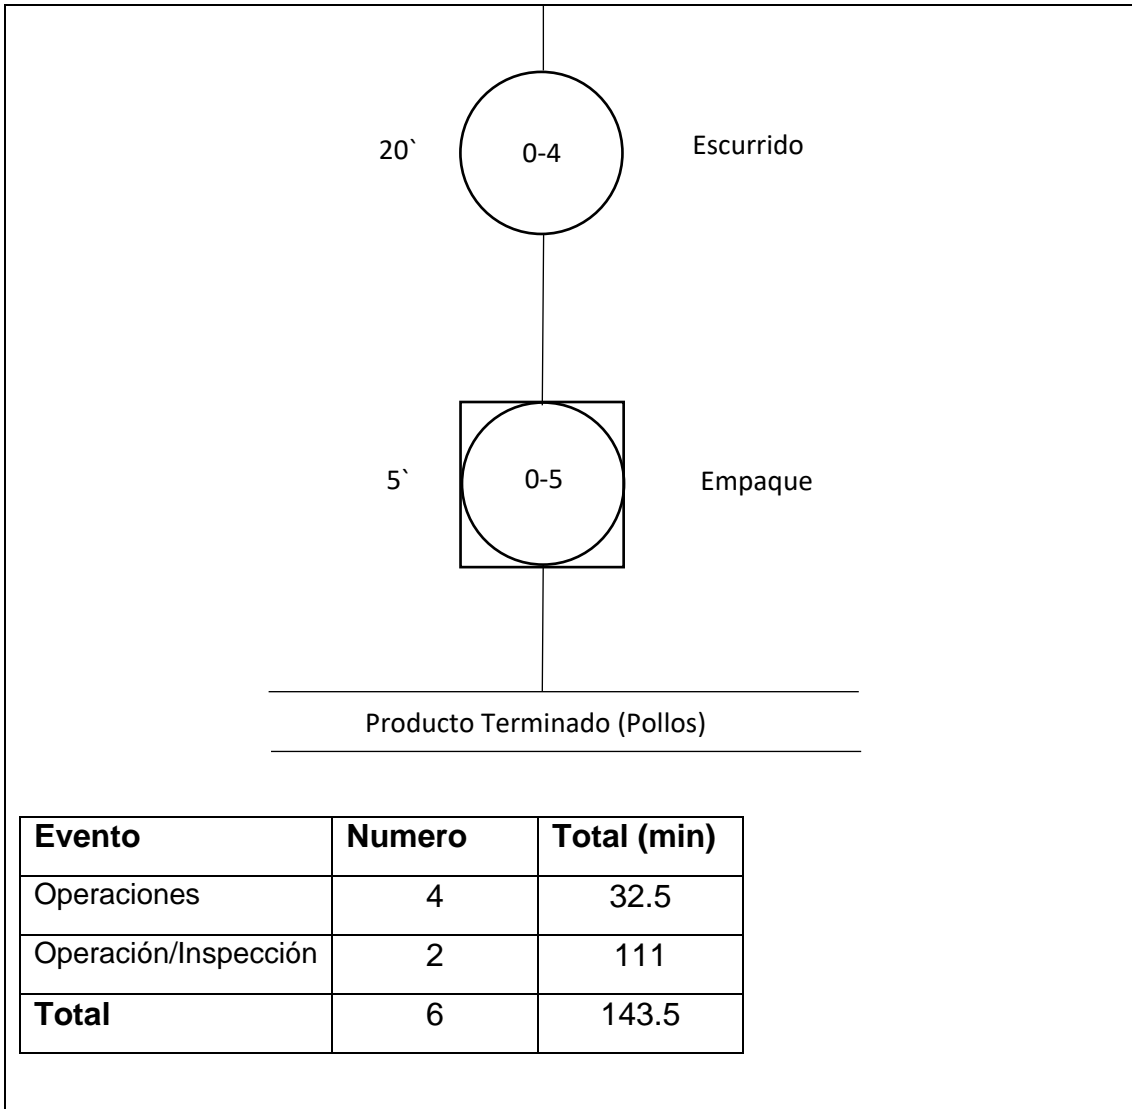 20` 0-4 Escurrido
5` 0-5 Empaque
Producto Terminado (Pollos)
Evento Numero Total (min)
Operaciones 4 32.5
Operación/Inspección 2 111
Total 6 143.5